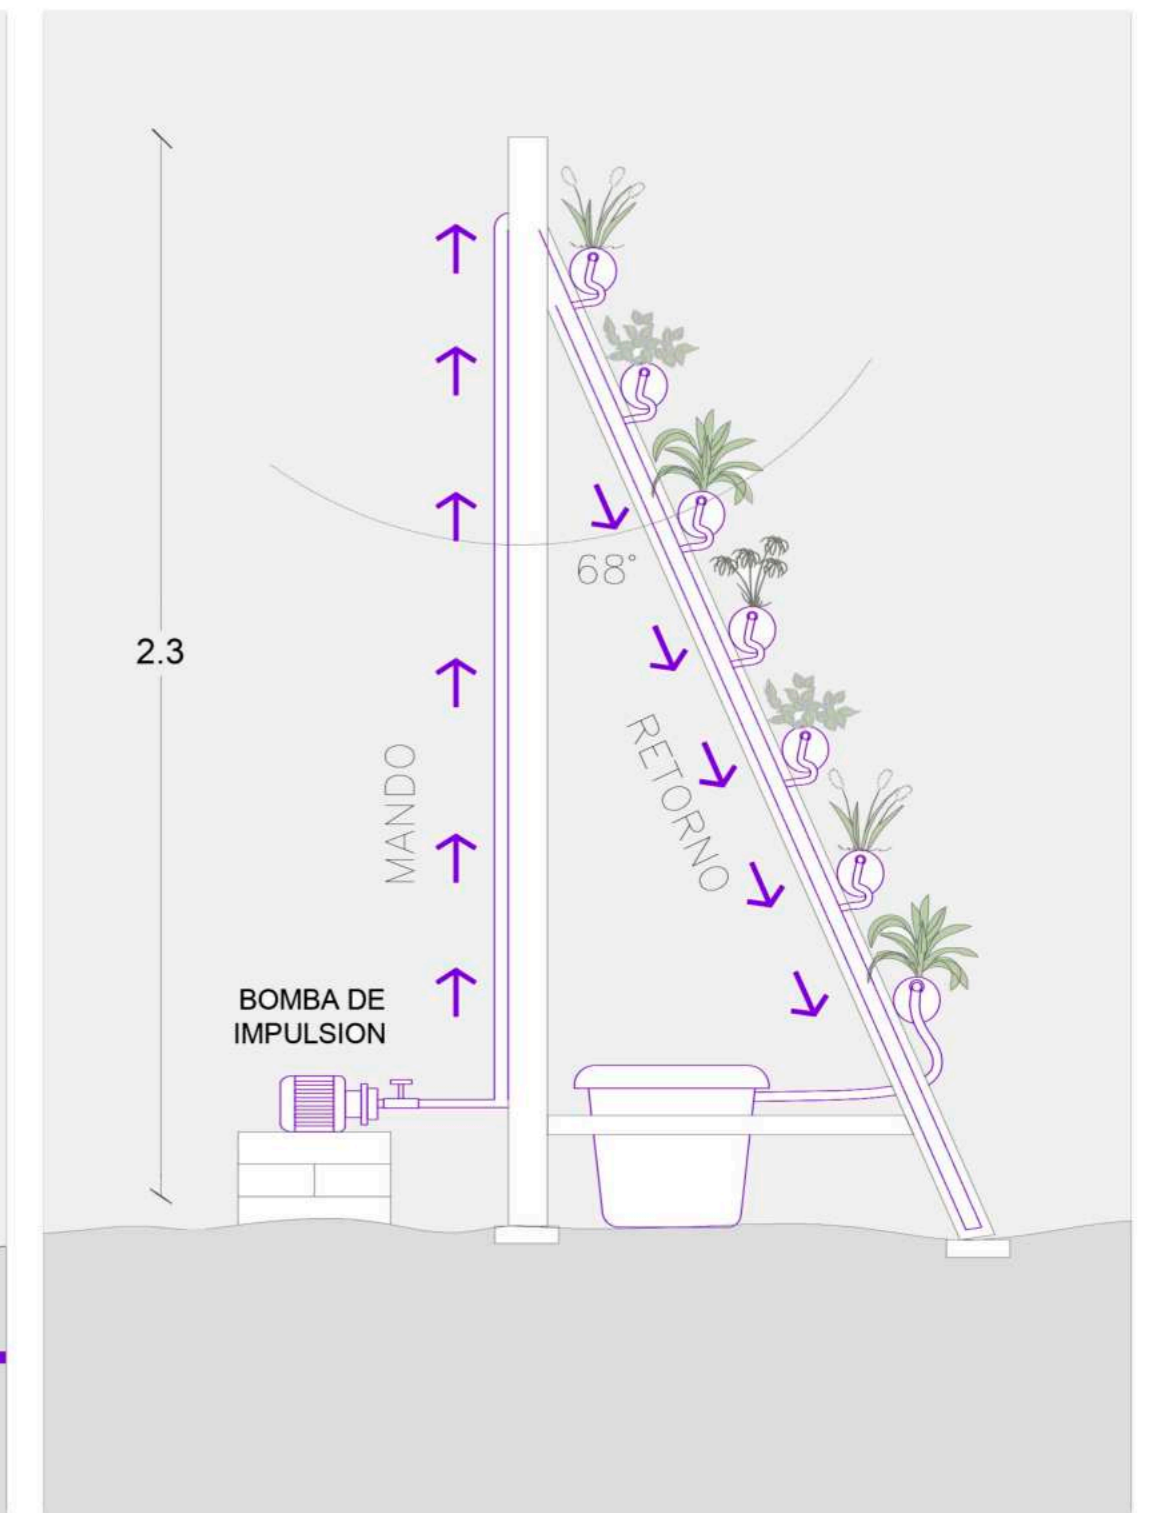 68°
2.3
RETORNO
MANDO
BOMBA DE
IMPULSION